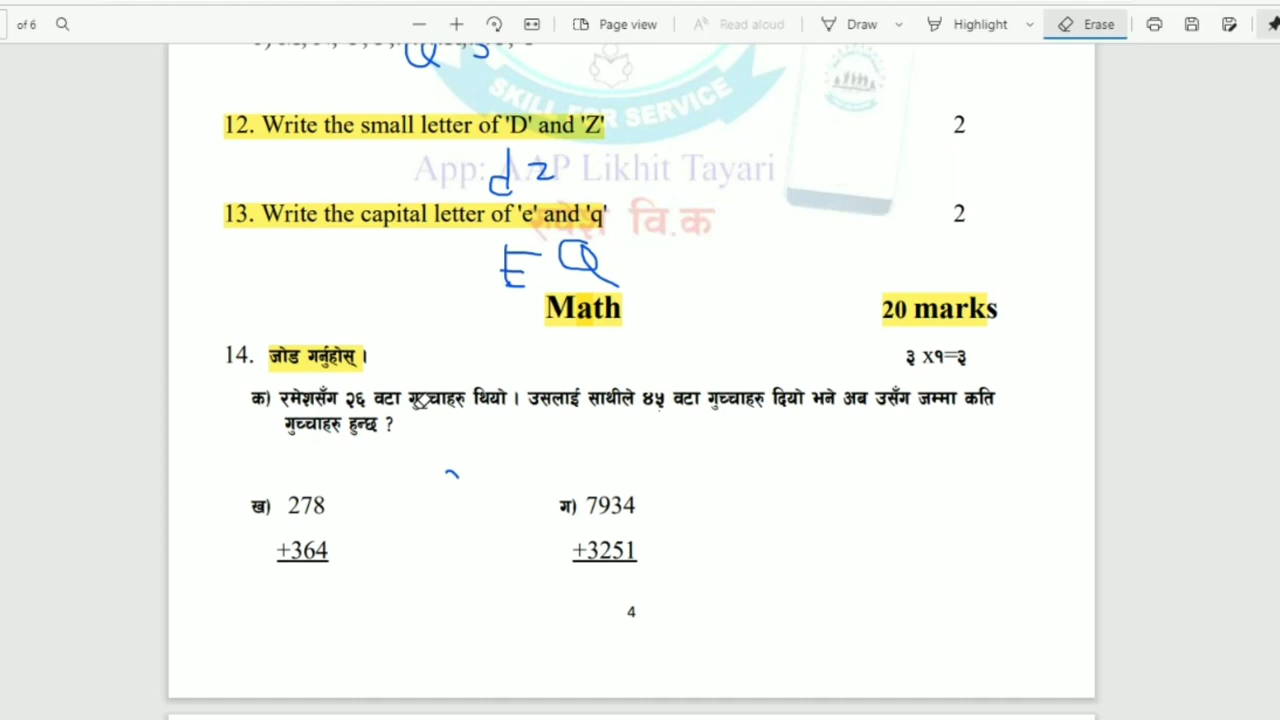 of 6
Page view
Read aloud
Draw
Highlight
Erase
Q
SKILL FOR SERVICE
12. Write the small letter of 'D' and 'Z'
2
App: AAP Likhit Tayari
d z
13. Write the capital letter of 'e' and 'q'
2
रुपेश वि.क
E Q
Math
20 marks
14. जोड गर्नुहोस् ।
३ x१=३
क) रमेशसँग २६ वटा गुच्चाहरु थियो । उसलाई साथीले ४५ वटा गुच्चाहरु दियो भने अब उसँग जम्मा कति
गुच्चाहरु हुन्छ ?
ख) 278
ग) 7934
+364
+3251
4